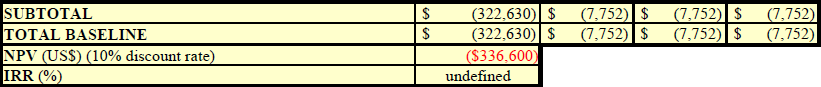 SUBTOTAL $ (322,630) $ (7,752) $ (7,752) $ (7,752)
TOTAL BASELINE $ (322,630) $ (7,752) $ (7,752) $ (7,752)
NPV (US$) (10% discount rate) ($336,600)
IRR (%) undefined